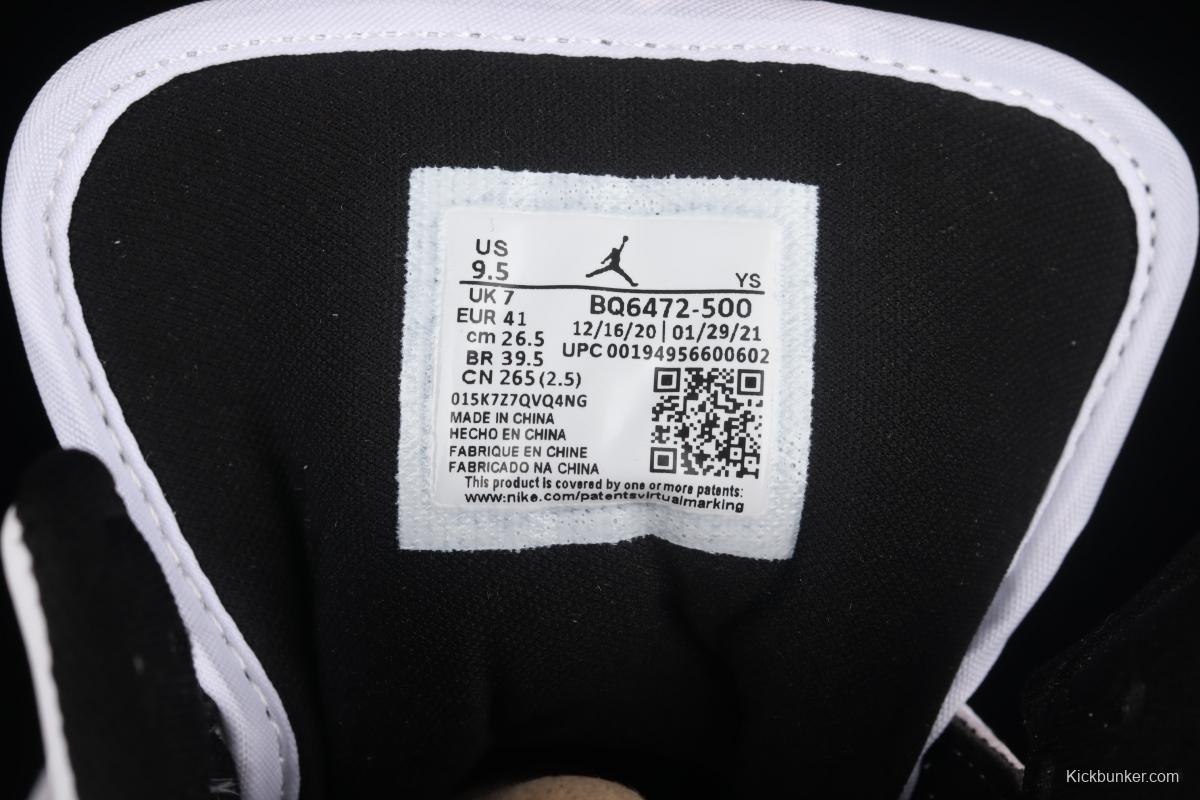 US
9.5
YS
UK 7
EUR 41
cm 26.5
BR 39.5
CN 265 (2.5)
BQ6472-500
12/16/20 | 01/29/21
UPC 00194956600602
015K7Z7QVQ4NG
MADE IN CHINA
HECHO EN CHINA
FABRIQUE EN CHINE
FABRICADO NA CHINA
This product is covered by one or more patents:
www.nike.com/patentsvirtualmarking
Kickbunker.com